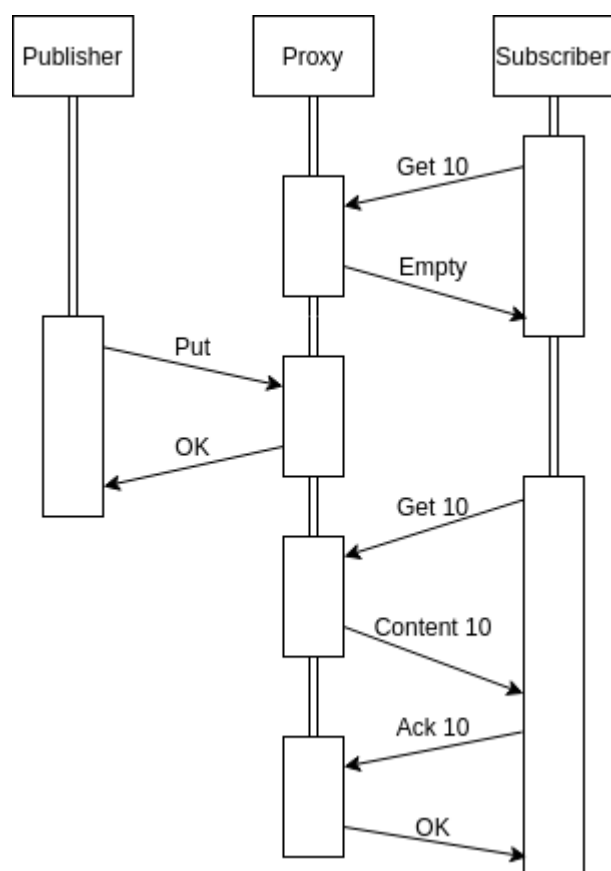 Publisher
Proxy
Subscriber
Get 10
Empty
Put
OK
Get 10
Content 10
Ack 10
OK